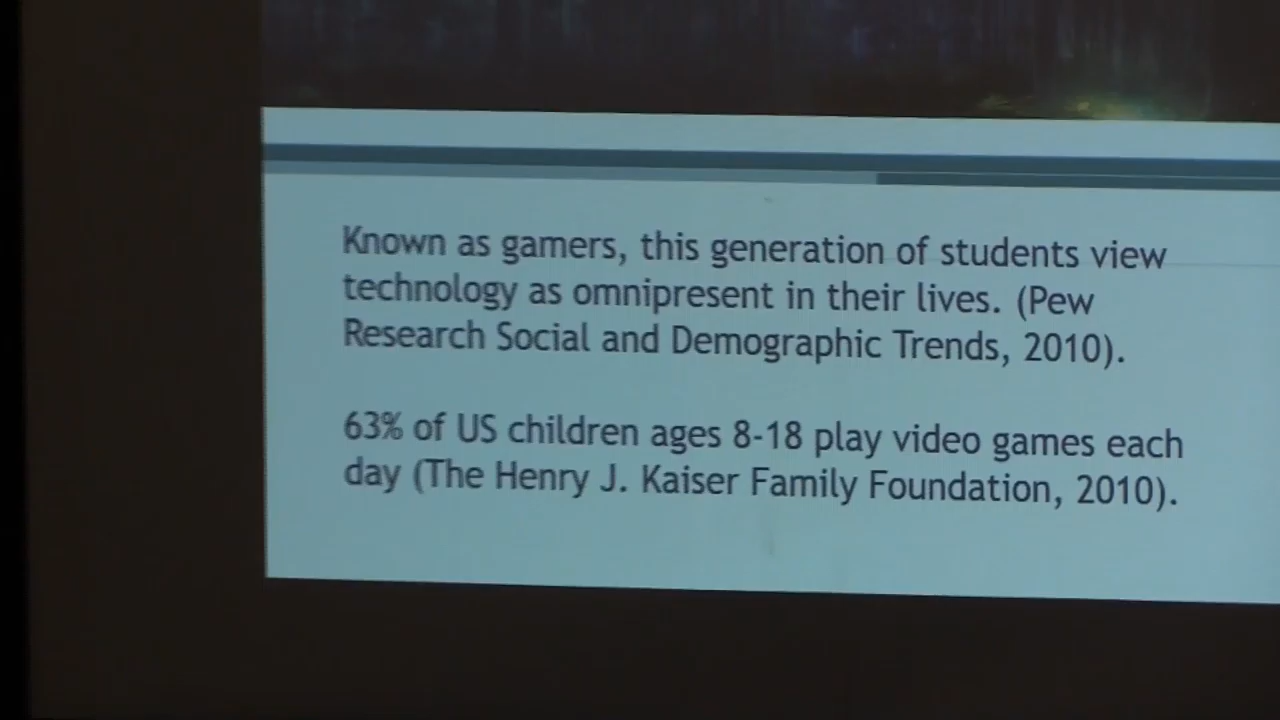 Known as gamers, this generation of students view
technology as omnipresent in their lives. (Pew
Research Social and Demographic Trends, 2010).
63% of US children ages 8-18 play video games each
day (The Henry J. Kaiser Family Foundation, 2010).